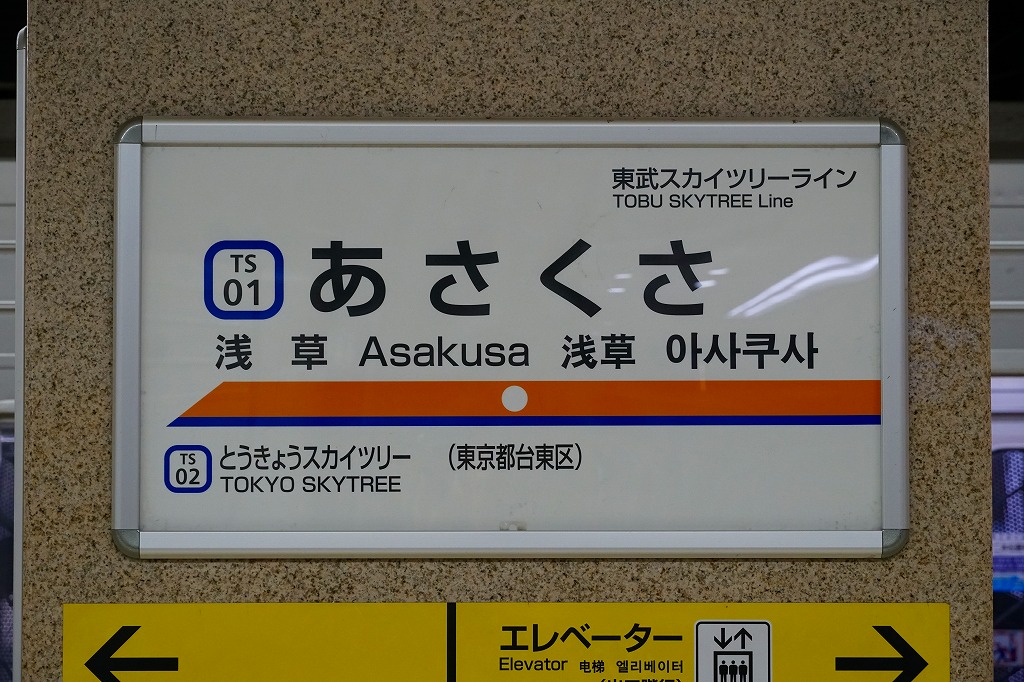 東武スカイツリーライン
TOBU SKYTREE Line
TS
01
あさくさ
浅 草 Asakusa 浅草 아사쿠사
TS
02
とうきょうスカイツリー (東京都台東区)
TOKYO SKYTREE
エレベーター
Elevator 电梯 엘리베이터